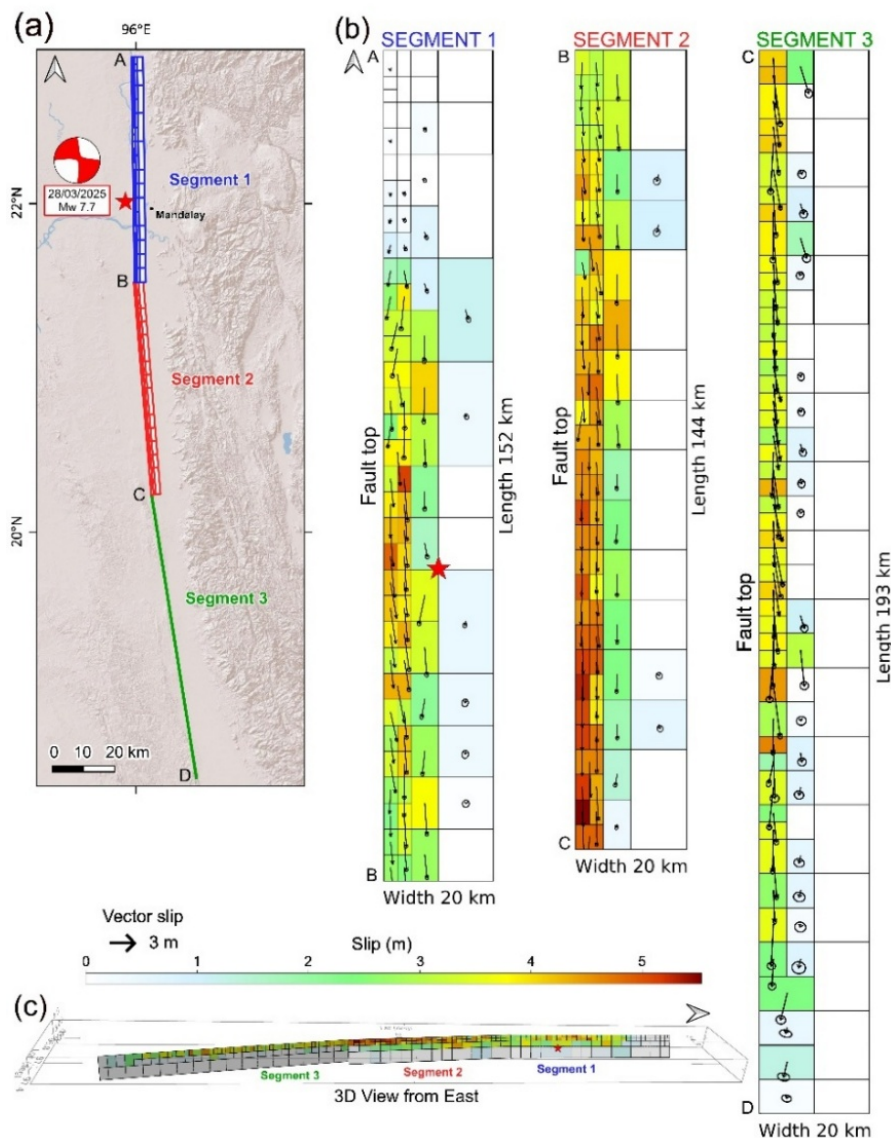 (a)
96°E
A
22°N
28/03/2025
Mw 7.7
Segment 1
Mandalay
B
Segment 2
C
20°N
Segment 3
0 10 20 km
D
(b)
SEGMENT 1
A
Fault top
Length 152 km
B
Width 20 km
SEGMENT 2
B
Fault top
Length 144 km
C
Width 20 km
SEGMENT 3
C
Fault top
Length 193 km
D
Width 20 km
Vector slip
3 m
Slip (m)
0 1 2 3 4 5
(c)
Segment 3
Segment 2
Segment 1
3D View from East